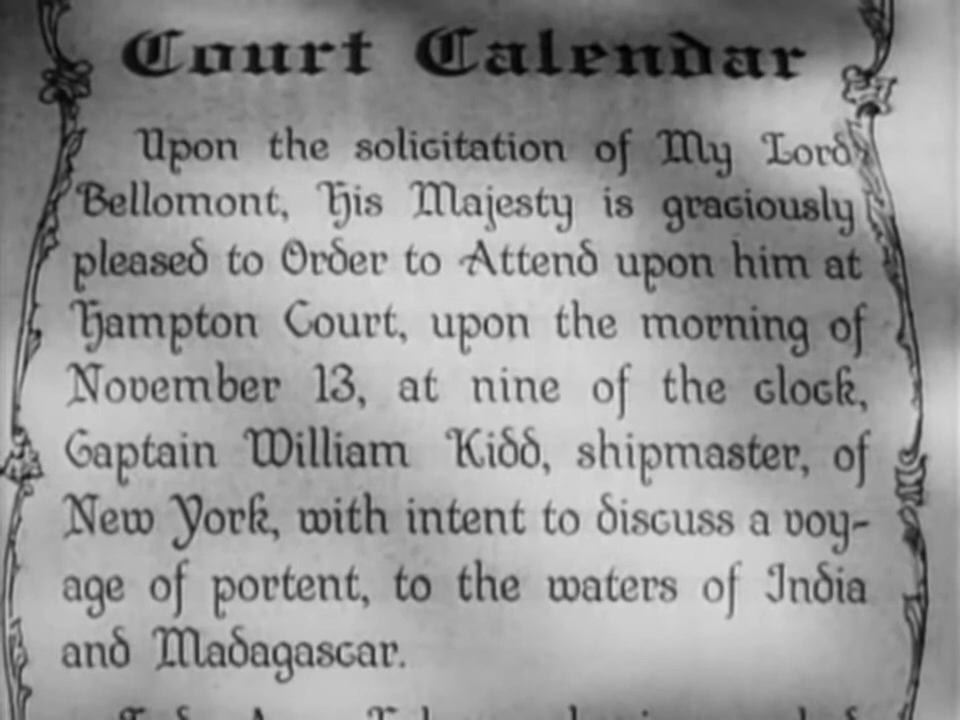 Court Calendar
Upon the solicitation of My Lord
Bellomont, His Majesty is graciously
pleased to Order to Attend upon him at
Hampton Court, upon the morning of
November 13, at nine of the clock,
Captain William Kidd, shipmaster, of
New York, with intent to discuss a voy-
age of portent, to the waters of India
and Madagascar.